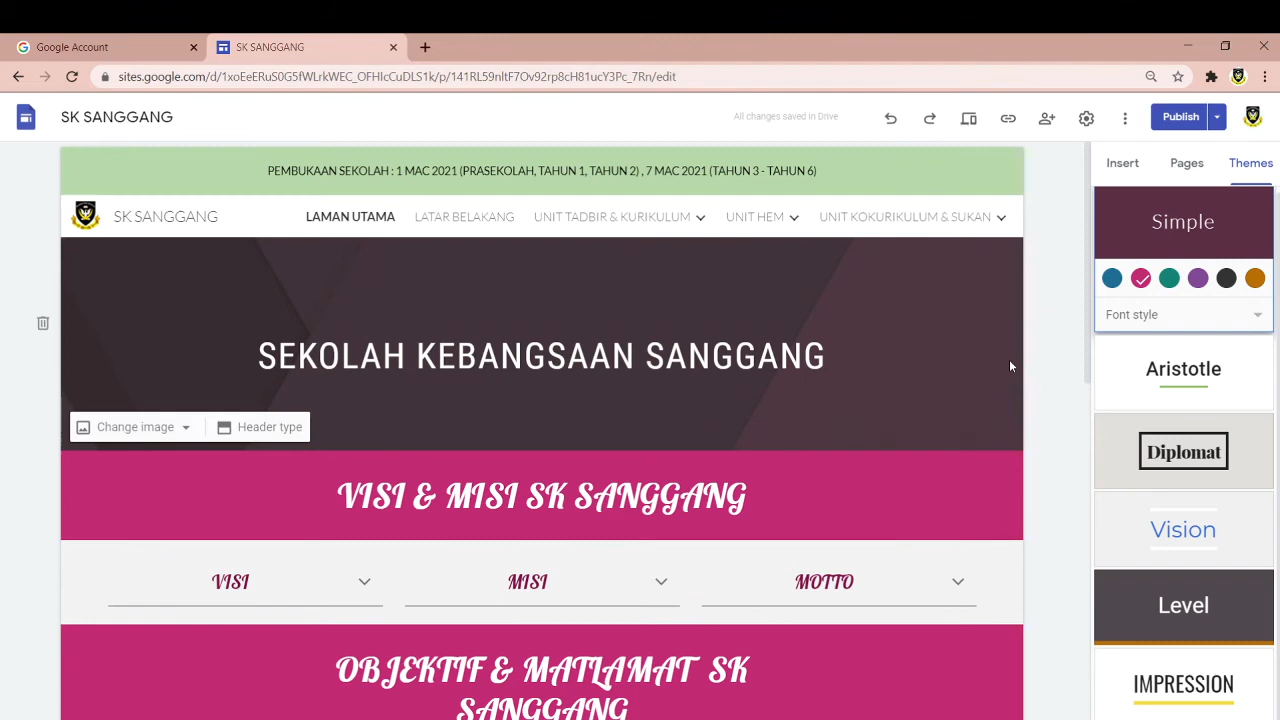 Google Account
SK SANGGANG
sites.google.com/d/1xoEeERuS0G5fWLrkWEC_OFHIcCuDLS1k/p/141RL59nltF7Ov92rp8cH81ucY3Pc_7Rn/edit
SK SANGGANG
All changes saved in Drive
Publish
Insert
Pages
Themes
PEMBUKAAN SEKOLAH : 1 MAC 2021 (PRASEKOLAH, TAHUN 1, TAHUN 2) , 7 MAC 2021 (TAHUN 3 - TAHUN 6)
SK SANGGANG
LAMAN UTAMA
LATAR BELAKANG
UNIT TADBIR & KURIKULUM
UNIT HEM
UNIT KOKURIKULUM & SUKAN
SEKOLAH KEBANGSAAN SANGGANG
Change image
Header type
VISI & MISI SK SANGGANG
VISI
MISI
MOTTO
OBJEKTIF & MATLAMAT SK
SANGGANG
Simple
Font style
Aristotle
Diplomat
Vision
Level
IMPRESSION